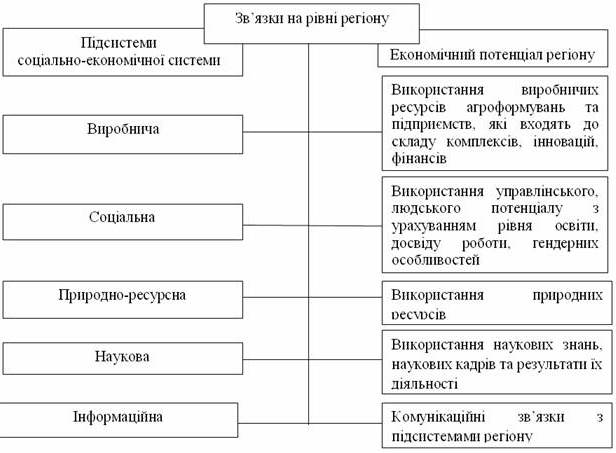 Зв’язки на рівні регіону
Підсистеми
соціально-економічної системи
Економічний потенціал регіону
Виробнича
Використання виробничих
ресурсів агроформувань та
підприємств, які входять до
складу комплексів, інновацій,
фінансів
Соціальна
Використання управлінського,
людського потенціалу з
урахуванням рівня освіти,
досвіду роботи, гендерних
особливостей
Природно-ресурсна
Використання природних
ресурсів
Наукова
Використання наукових знань,
наукових кадрів та результати їх
діяльності
Інформаційна
Комунікаційні зв’язки з
підсистемами регіону